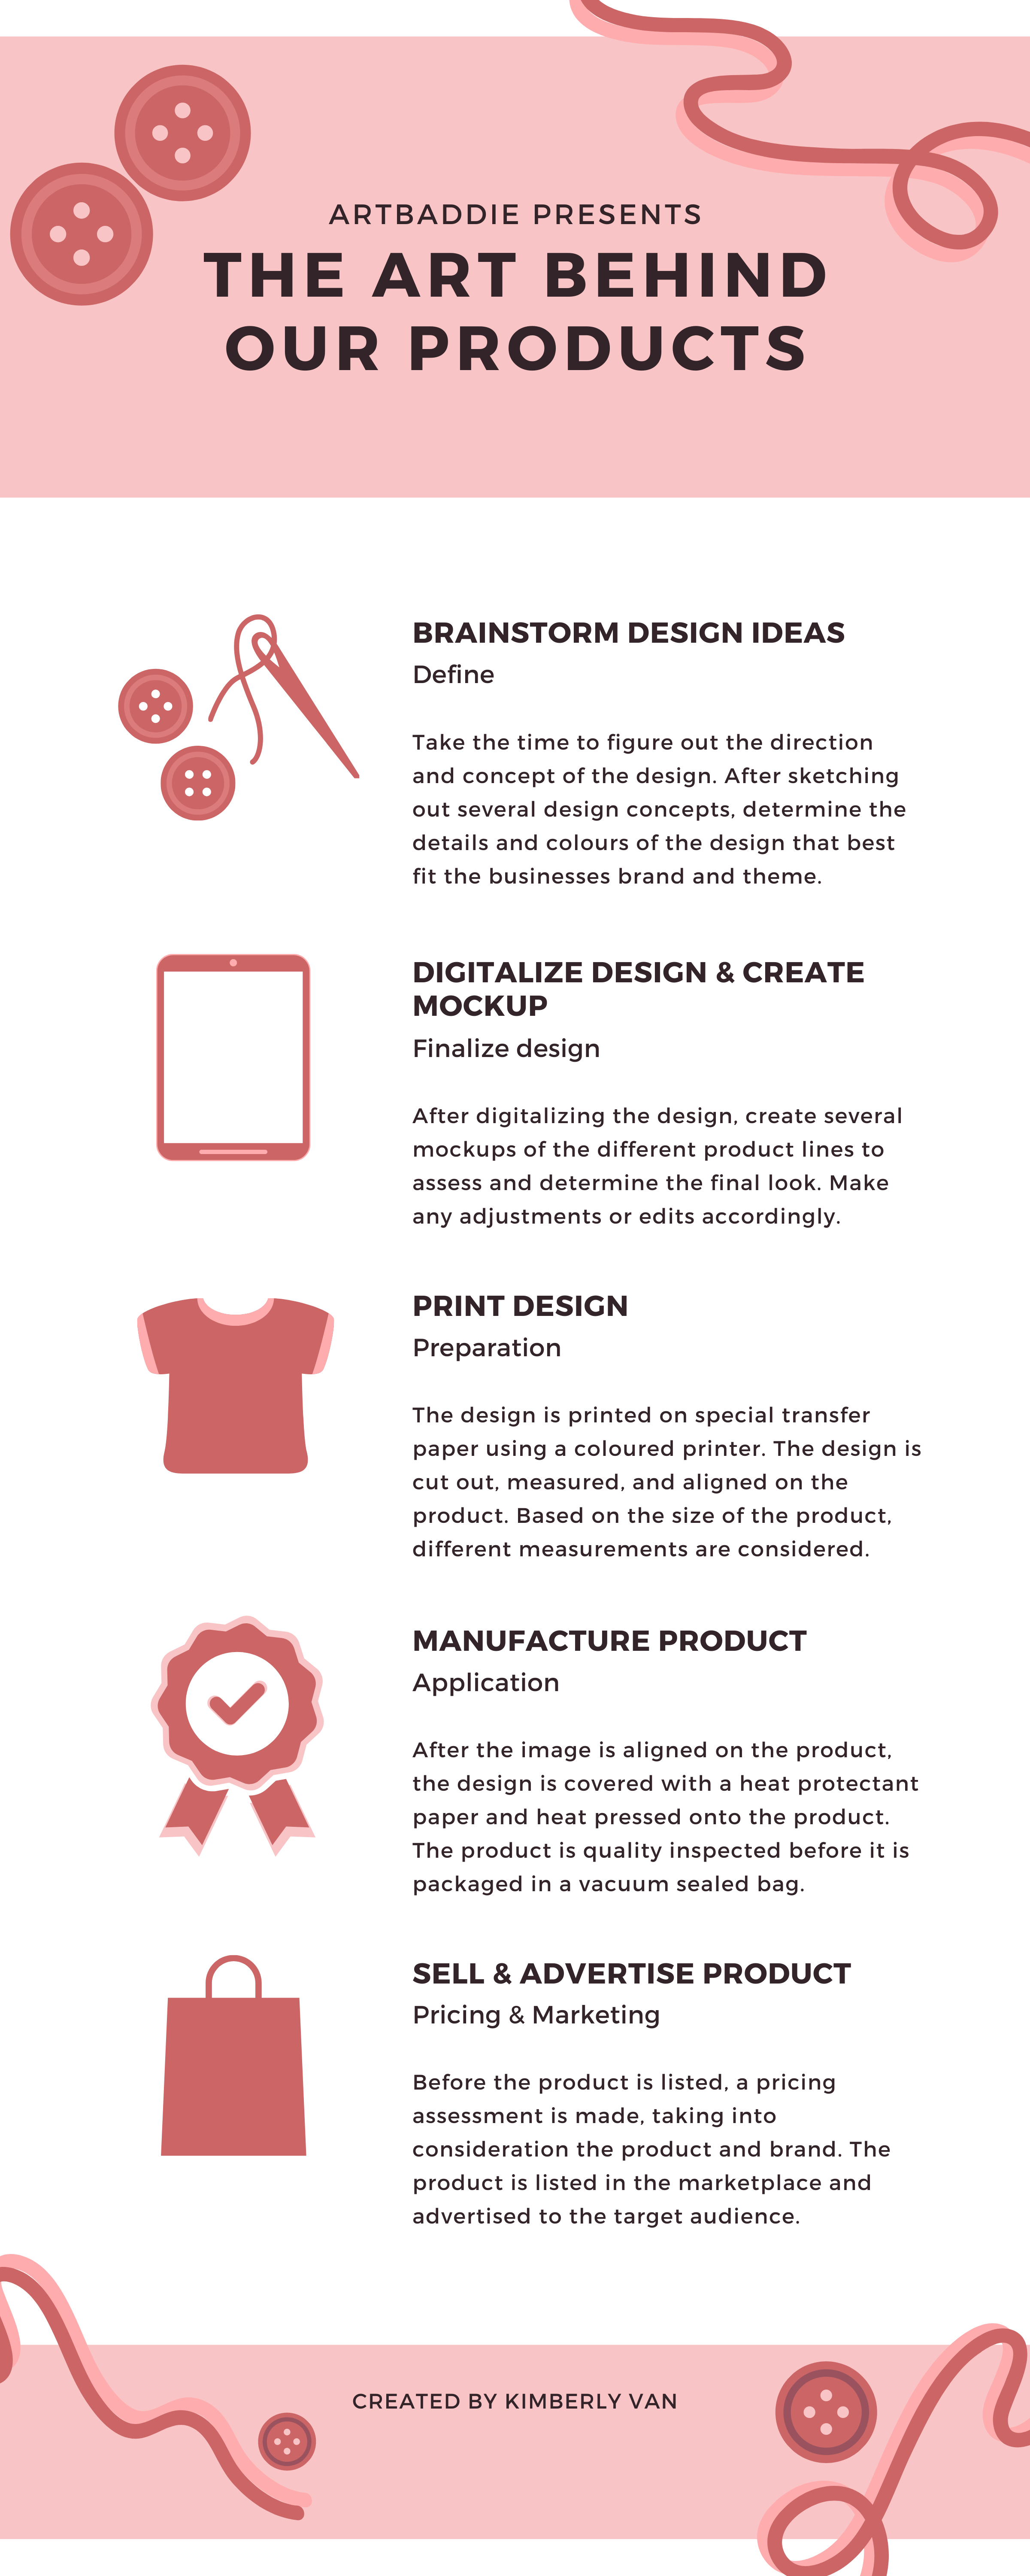 ARTBADDIE PRESENTS
THE ART BEHIND
OUR PRODUCTS
BRAINSTORM DESIGN IDEAS
Define
Take the time to figure out the direction
and concept of the design. After sketching
out several design concepts, determine the
details and colours of the design that best
fit the businesses brand and theme.
DIGITALIZE DESIGN & CREATE
MOCKUP
Finalize design
After digitalizing the design, create several
mockups of the different product lines to
assess and determine the final look. Make
any adjustments or edits accordingly.
PRINT DESIGN
Preparation
The design is printed on special transfer
paper using a coloured printer. The design is
cut out, measured, and aligned on the
product. Based on the size of the product,
different measurements are considered.
MANUFACTURE PRODUCT
Application
After the image is aligned on the product,
the design is covered with a heat protectant
paper and heat pressed onto the product.
The product is quality inspected before it is
packaged in a vacuum sealed bag.
SELL & ADVERTISE PRODUCT
Pricing & Marketing
Before the product is listed, a pricing
assessment is made, taking into
consideration the product and brand. The
product is listed in the marketplace and
advertised to the target audience.
CREATED BY KIMBERLY VAN